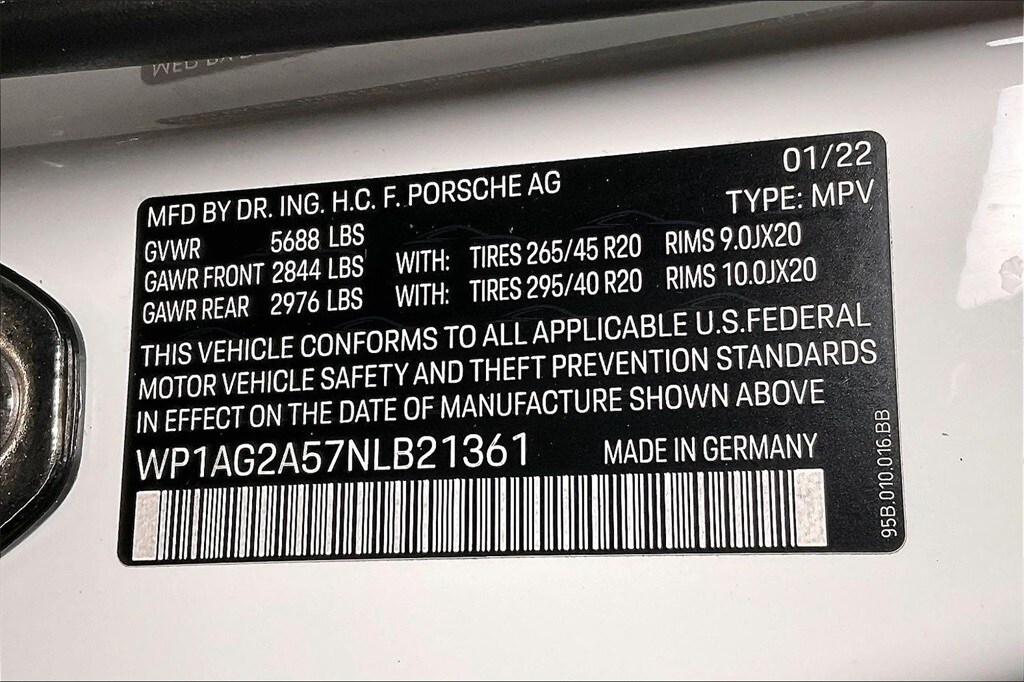 01/22
MFD BY DR. ING. H.C. F. PORSCHE AG
TYPE: MPV
GVWR 5688 LBS
GAWR FRONT 2844 LBS WITH: TIRES 265/45 R20 RIMS 9.0JX20
GAWR REAR 2976 LBS WITH: TIRES 295/40 R20 RIMS 10.0JX20
THIS VEHICLE CONFORMS TO ALL APPLICABLE U.S.FEDERAL
MOTOR VEHICLE SAFETY AND THEFT PREVENTION STANDARDS
IN EFFECT ON THE DATE OF MANUFACTURE SHOWN ABOVE
WP1AG2A57NLB21361 MADE IN GERMANY
95B.010.016.BB